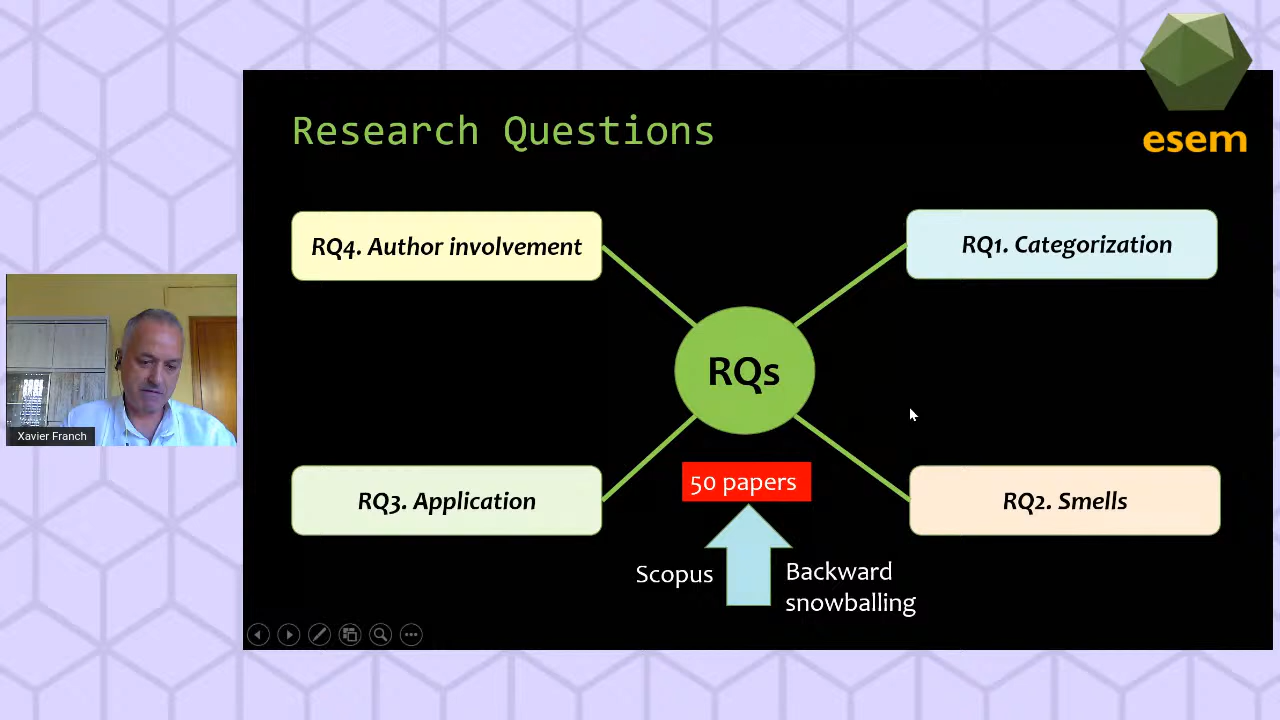 esem
Research Questions
RQ4. Author involvement
RQ1. Categorization
RQs
RQ3. Application
50 papers
RQ2. Smells
Scopus
Backward
snowballing
Xavier Franch